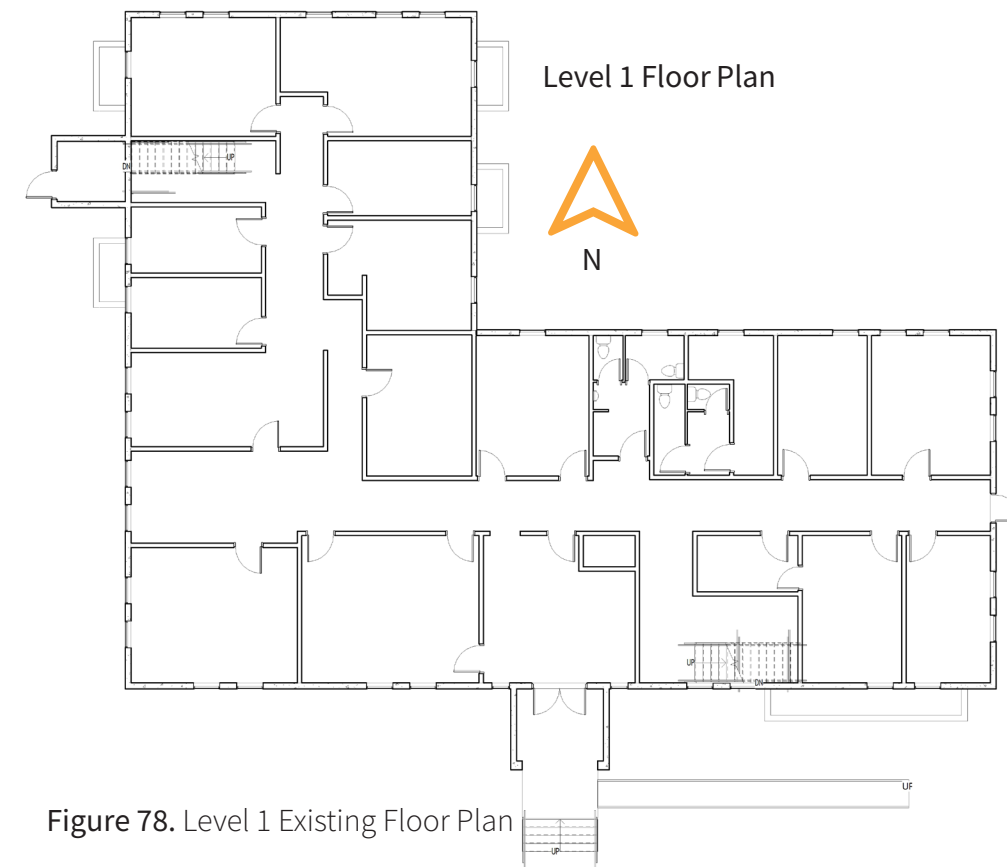 Level 1 Floor Plan
N
DN
UP
UP
DN
UP
UP
Figure 78. Level 1 Existing Floor Plan